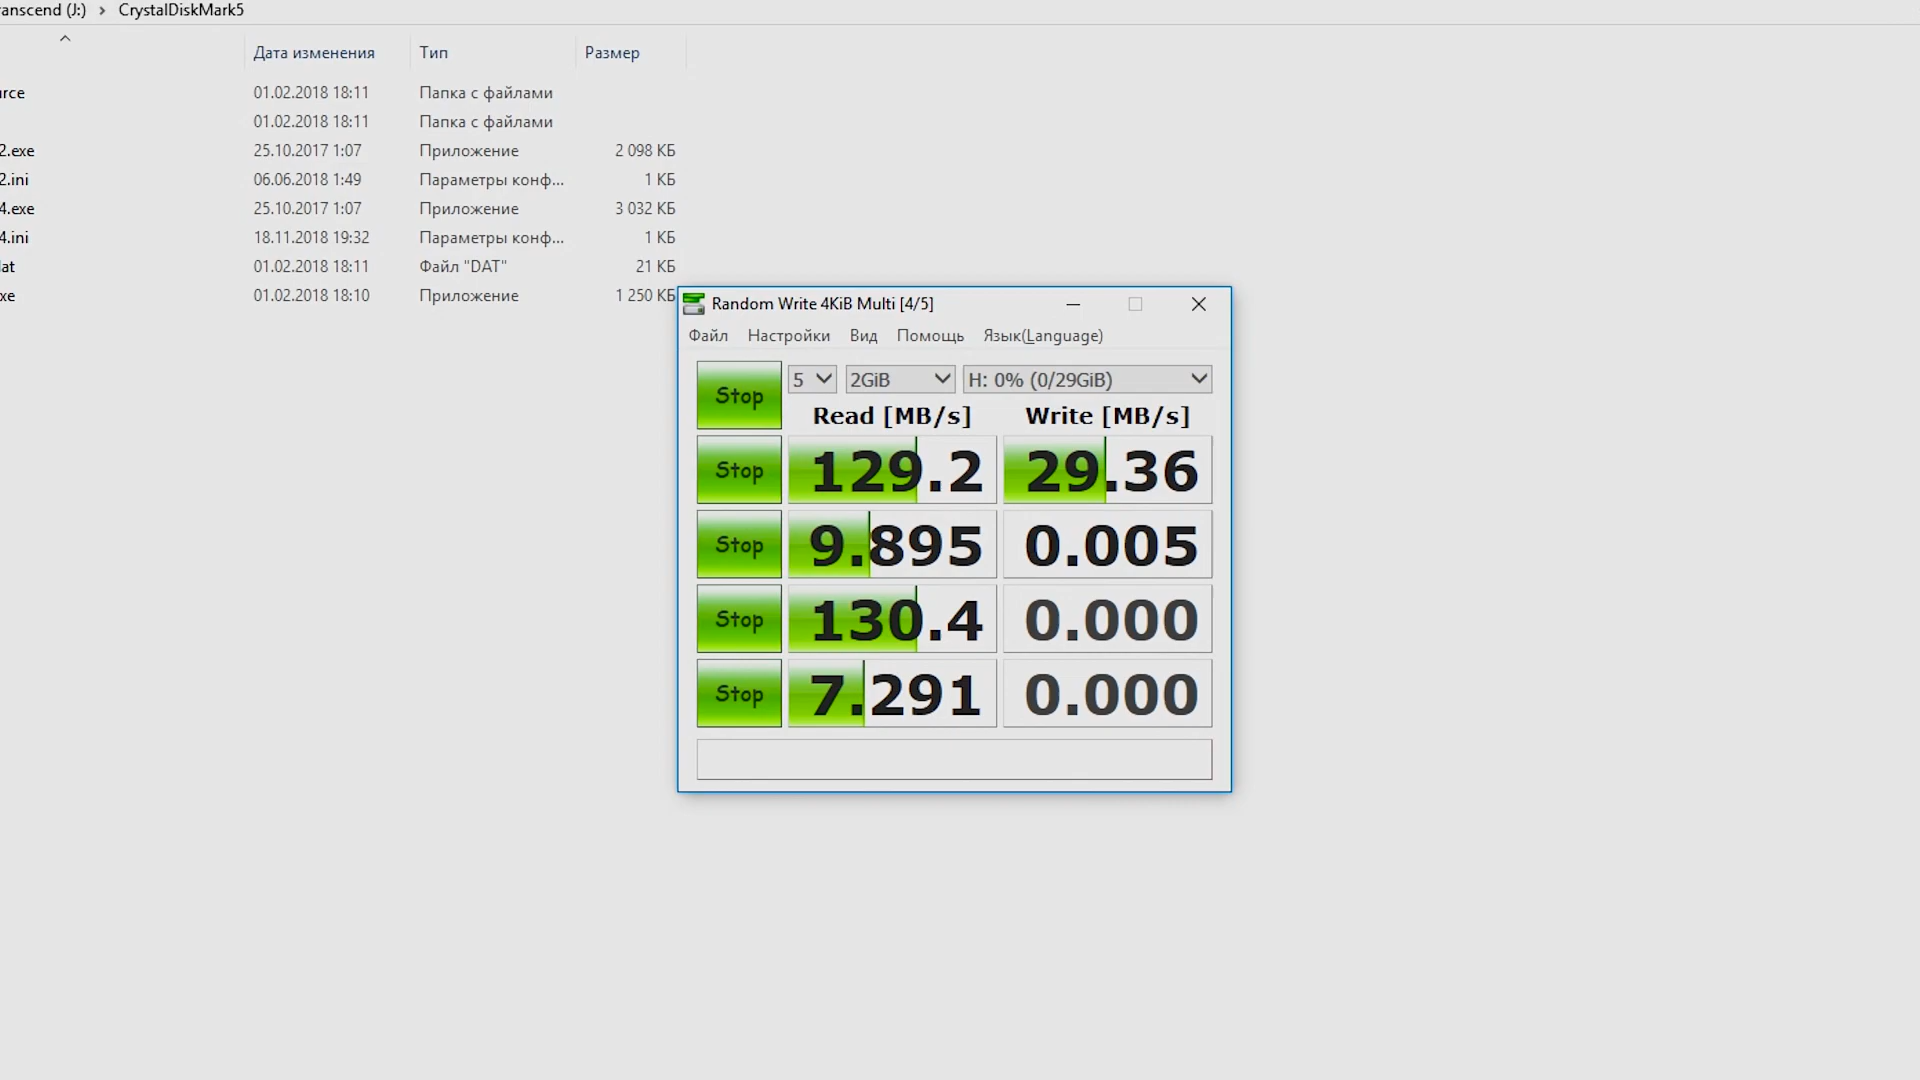 ranscend (J:) > CrystalDiskMark5
Дата изменения Тип Размер
urce 01.02.2018 18:11 Папка с файлами
01.02.2018 18:11 Папка с файлами
2.exe 25.10.2017 1:07 Приложение 2 098 КБ
2.ini 06.06.2018 1:49 Параметры конф... 1 КБ
4.exe 25.10.2017 1:07 Приложение 3 032 КБ
4.ini 18.11.2018 19:32 Параметры конф... 1 КБ
lat 01.02.2018 18:11 Файл "DAT" 21 КБ
xe 01.02.2018 18:10 Приложение 1 250 КБ
Random Write 4KiB Multi [4/5]
Файл Настройки Вид Помощь Язык(Language)
Stop 5 2GiB H: 0% (0/29GiB)
Read [MB/s] Write [MB/s]
Stop 129.2 29.36
Stop 9.895 0.005
Stop 130.4 0.000
Stop 7.291 0.000